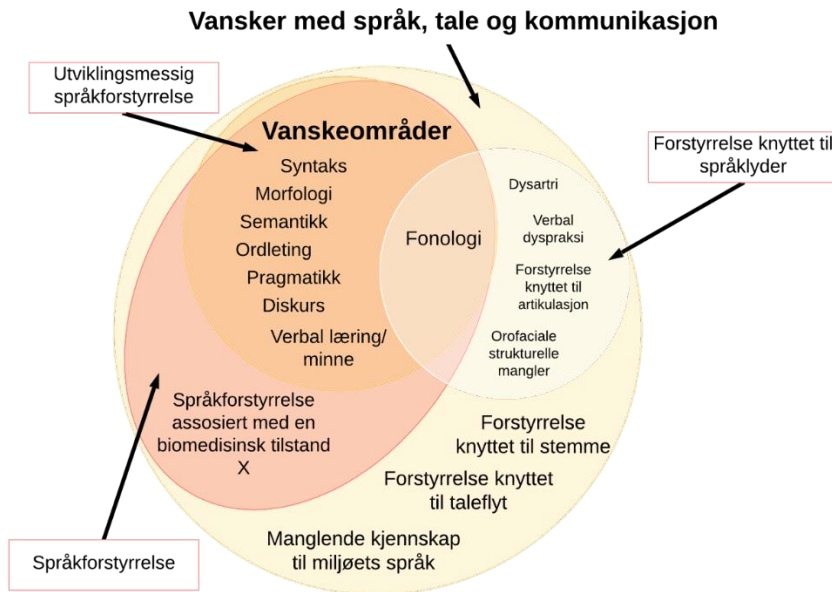 Vansker med språk, tale og kommunikasjon
Utviklingsmessig
språkforstyrrelse
Vanskeområder
Syntaks
Morfologi
Semantikk
Ordleting
Pragmatikk
Diskurs
Verbal læring/
minne
Fonologi
Dysartri
Verbal
dyspraksi
Forstyrrelse
knyttet til
artikulasjon
Orofaciale
strukturelle
mangler
Forstyrrelse knyttet til
språklyder
Språkforstyrrelse
assosiert med en
biomedisinsk tilstand
X
Forstyrrelse
knyttet til stemme
Forstyrrelse knyttet
til taleflyt
Manglende kjennskap
til miljøets språk
Språkforstyrrelse